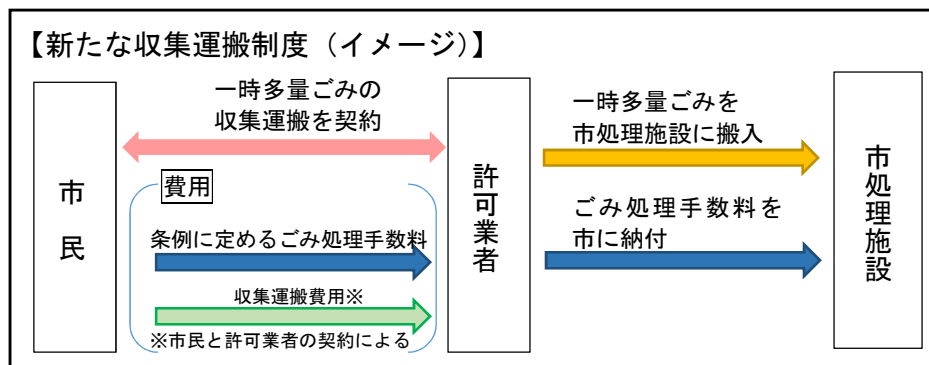 【新たな収集運搬制度（イメージ）】
市民
一時多量ごみの
収集運搬を契約
費用
条例に定めるごみ処理手数料
収集運搬費用※
※市民と許可業者の契約による
許可業者
一時多量ごみを
市処理施設に搬入
ごみ処理手数料を
市に納付
市処理施設